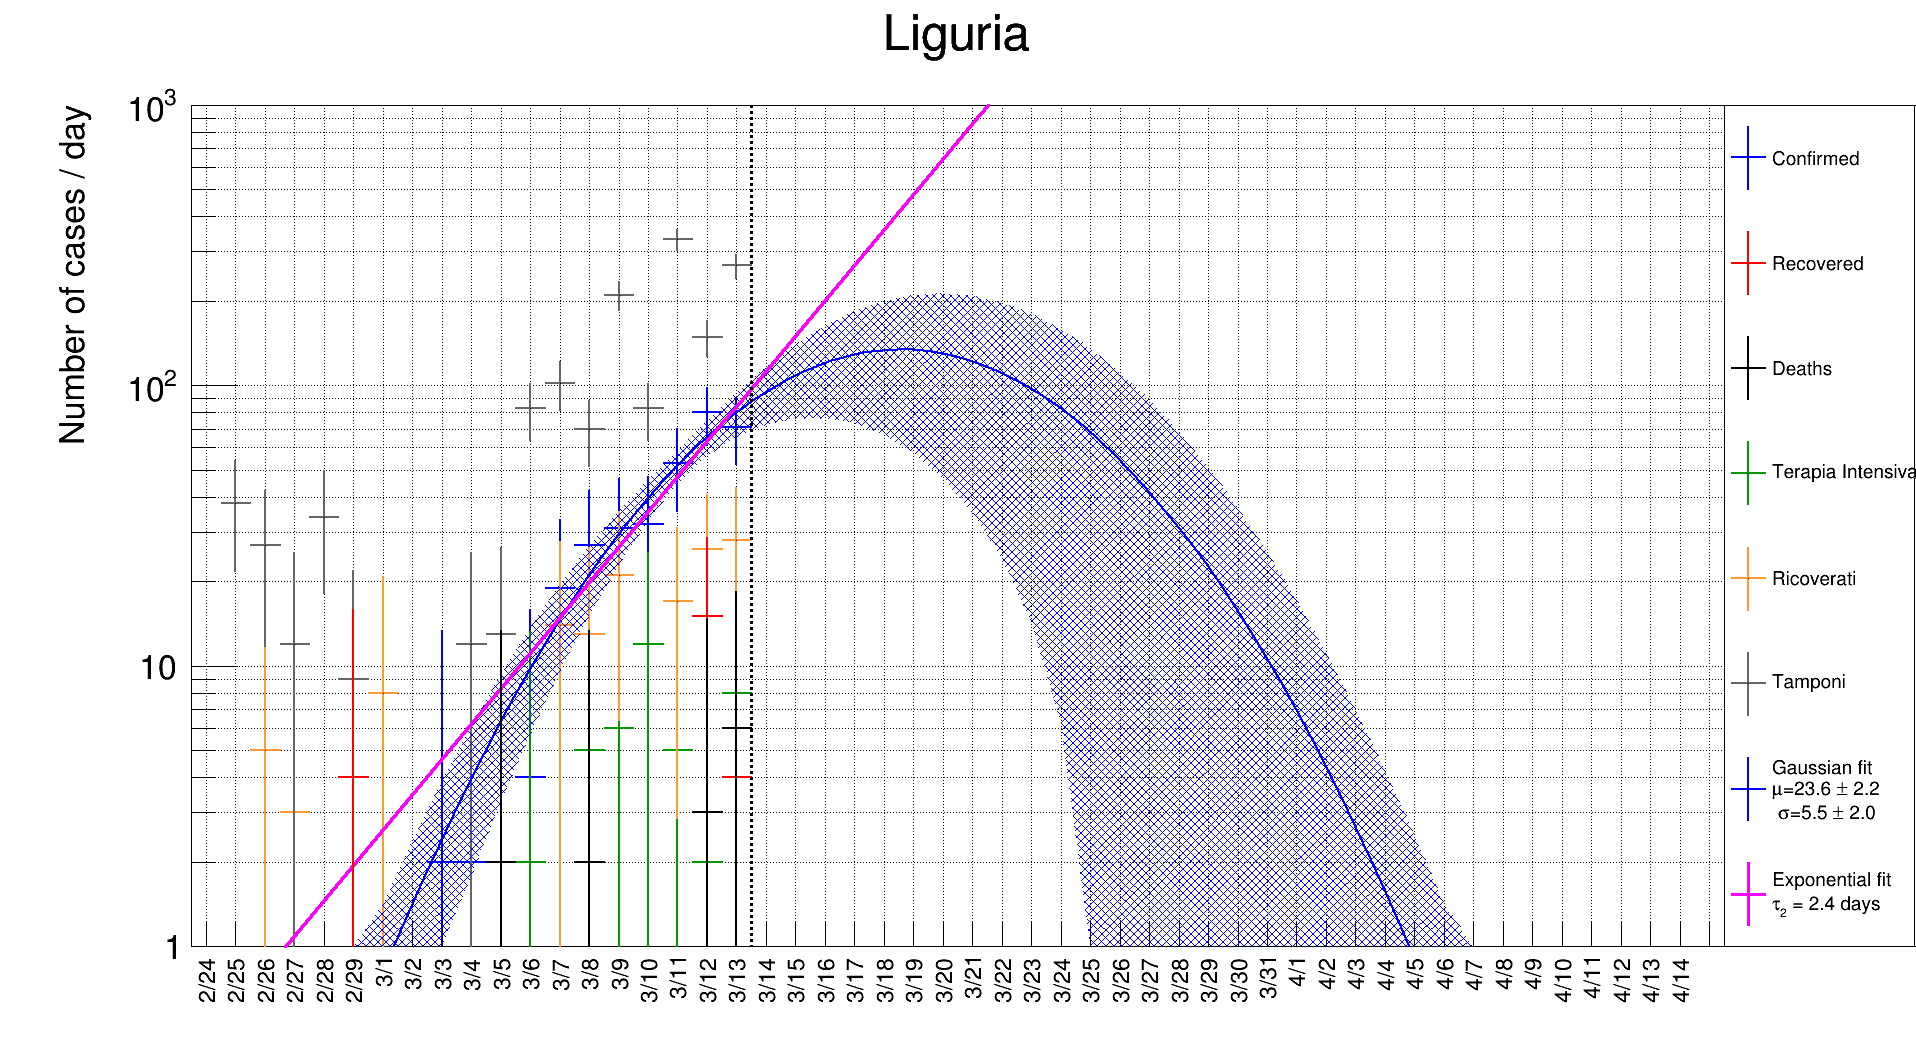 Liguria
Number of cases / day
10³
10²
10
1
2/24 2/25 2/26 2/27 2/28 2/29 3/1 3/2 3/3 3/4 3/5 3/6 3/7 3/8 3/9 3/10 3/11 3/12 3/13 3/14 3/15 3/16 3/17 3/18 3/19 3/20 3/21 3/22 3/23 3/24 3/25 3/26 3/27 3/28 3/29 3/30 3/31 4/1 4/2 4/3 4/4 4/5 4/6 4/7 4/8 4/9 4/10 4/11 4/12 4/13 4/14
Confirmed
Recovered
Deaths
Terapia Intensiva
Ricoverati
Tamponi
Gaussian fit
μ=23.6 ± 2.2
σ=5.5 ± 2.0
Exponential fit
τ₂ = 2.4 days